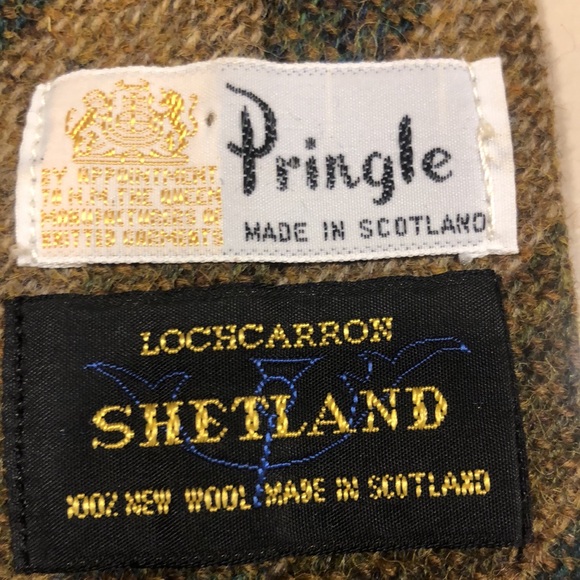 BY APPOINTMENT
TO H.M. THE QUEEN
MANUFACTURERS OF
KNITTED GARMENTS
Pringle
MADE IN SCOTLAND
LOCHCARRON
SHETLAND
100% NEW WOOL MADE IN SCOTLAND